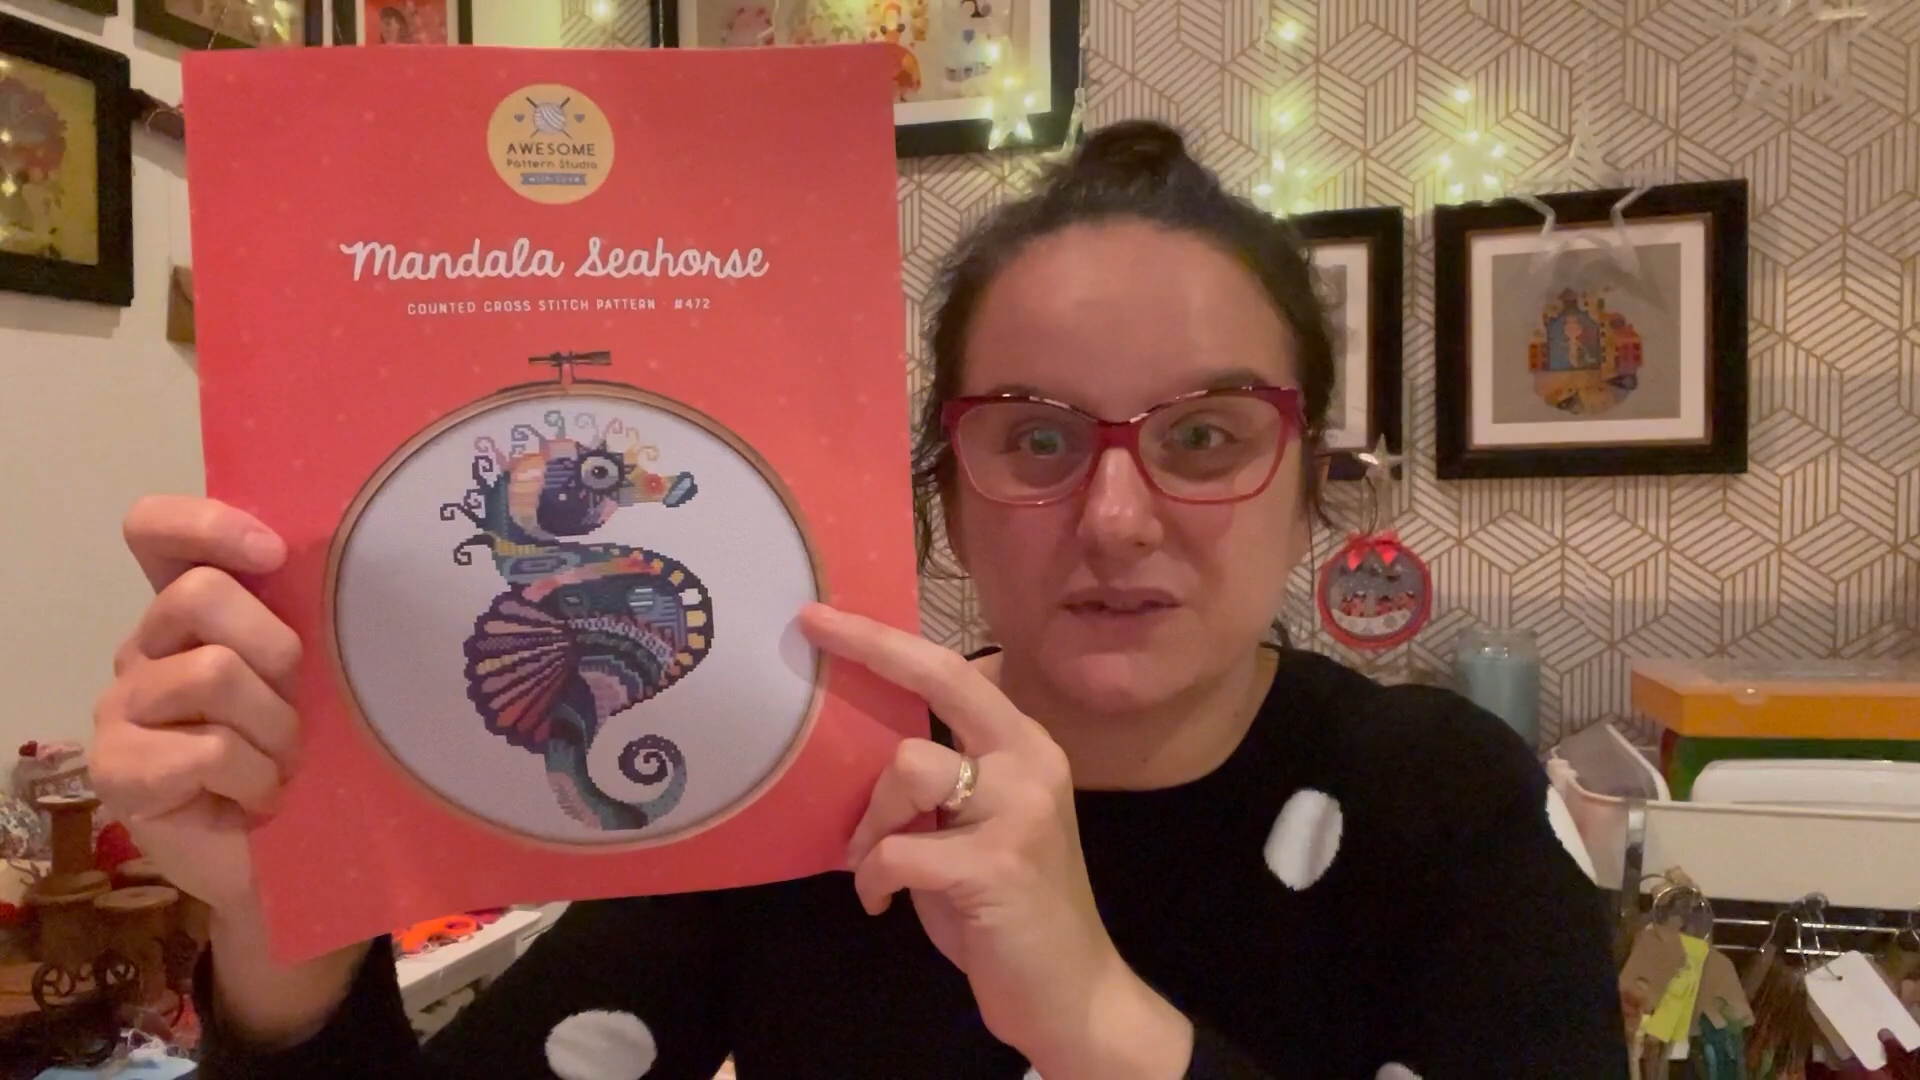 AWESOME
Pattern Studio
with love
Mandala Seahorse
COUNTED CROSS STITCH PATTERN · #472